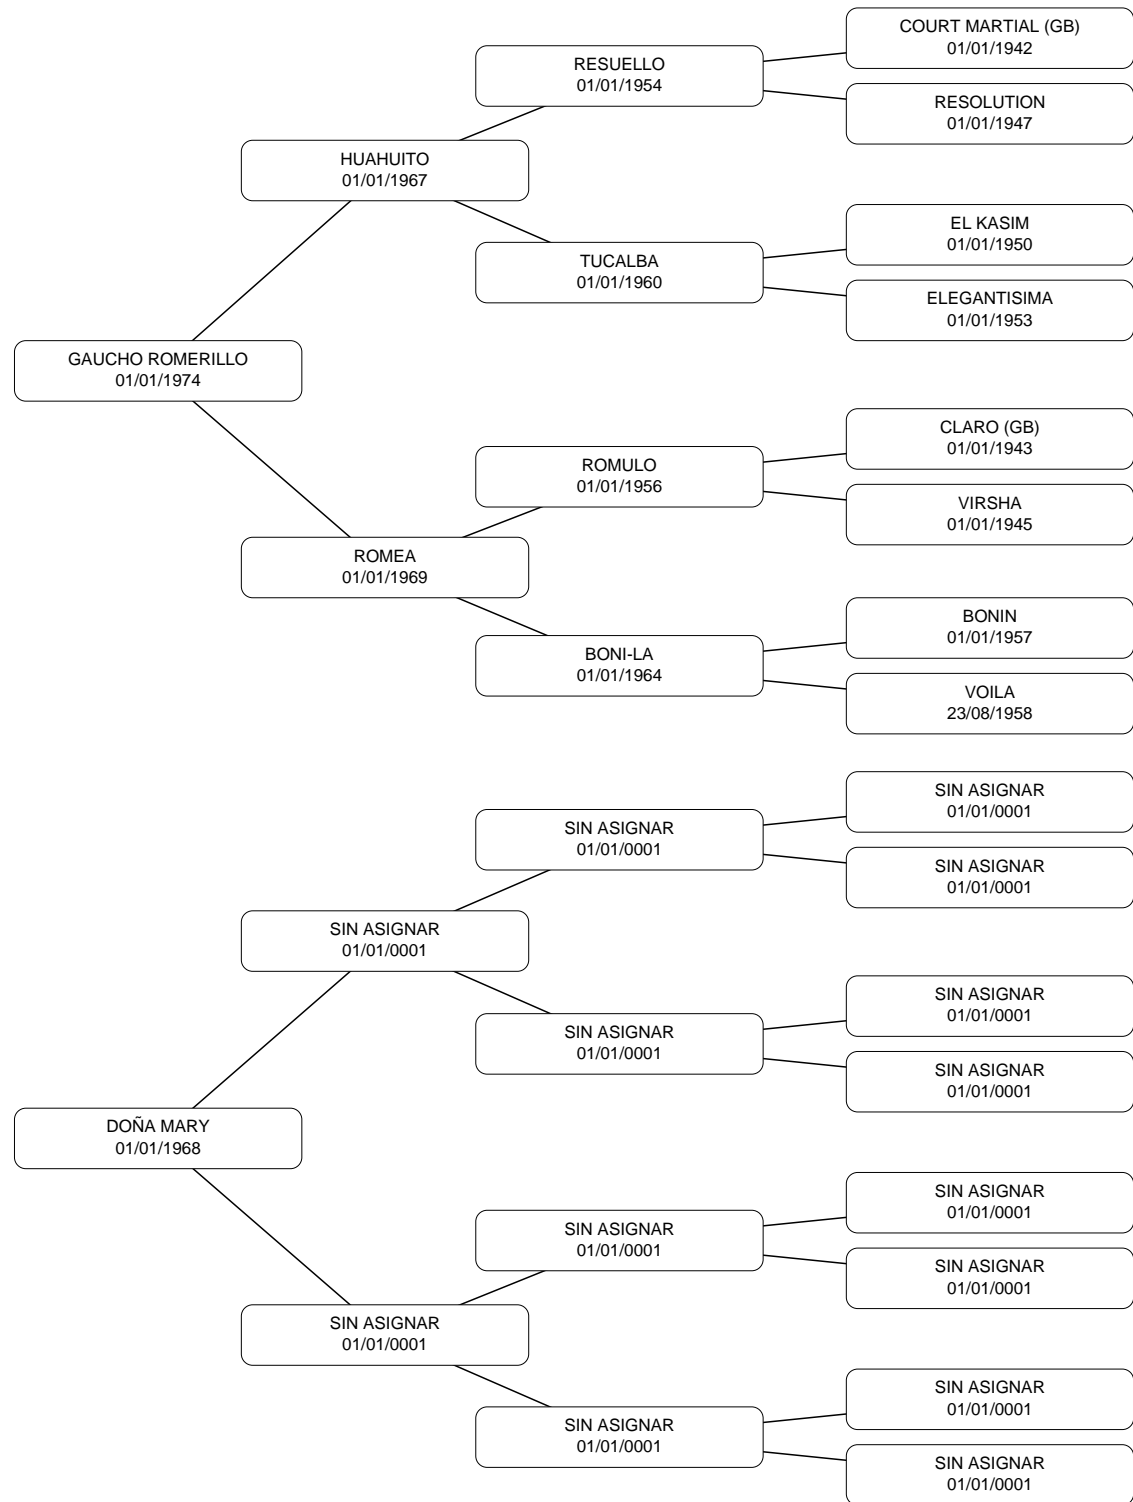 COURT MARTIAL (GB)
01/01/1942
RESUELLO
01/01/1954
RESOLUTION
01/01/1947
HUAHUITO
01/01/1967
EL KASIM
01/01/1950
TUCALBA
01/01/1960
ELEGANTISIMA
01/01/1953
GAUCHO ROMERILLO
01/01/1974
CLARO (GB)
01/01/1943
ROMULO
01/01/1956
VIRSHA
01/01/1945
ROMEA
01/01/1969
BONIN
01/01/1957
BONI-LA
01/01/1964
VOILA
23/08/1958
SIN ASIGNAR
01/01/0001
SIN ASIGNAR
01/01/0001
SIN ASIGNAR
01/01/0001
SIN ASIGNAR
01/01/0001
SIN ASIGNAR
01/01/0001
SIN ASIGNAR
01/01/0001
SIN ASIGNAR
01/01/0001
DOÑA MARY
01/01/1968
SIN ASIGNAR
01/01/0001
SIN ASIGNAR
01/01/0001
SIN ASIGNAR
01/01/0001
SIN ASIGNAR
01/01/0001
SIN ASIGNAR
01/01/0001
SIN ASIGNAR
01/01/0001
SIN ASIGNAR
01/01/0001